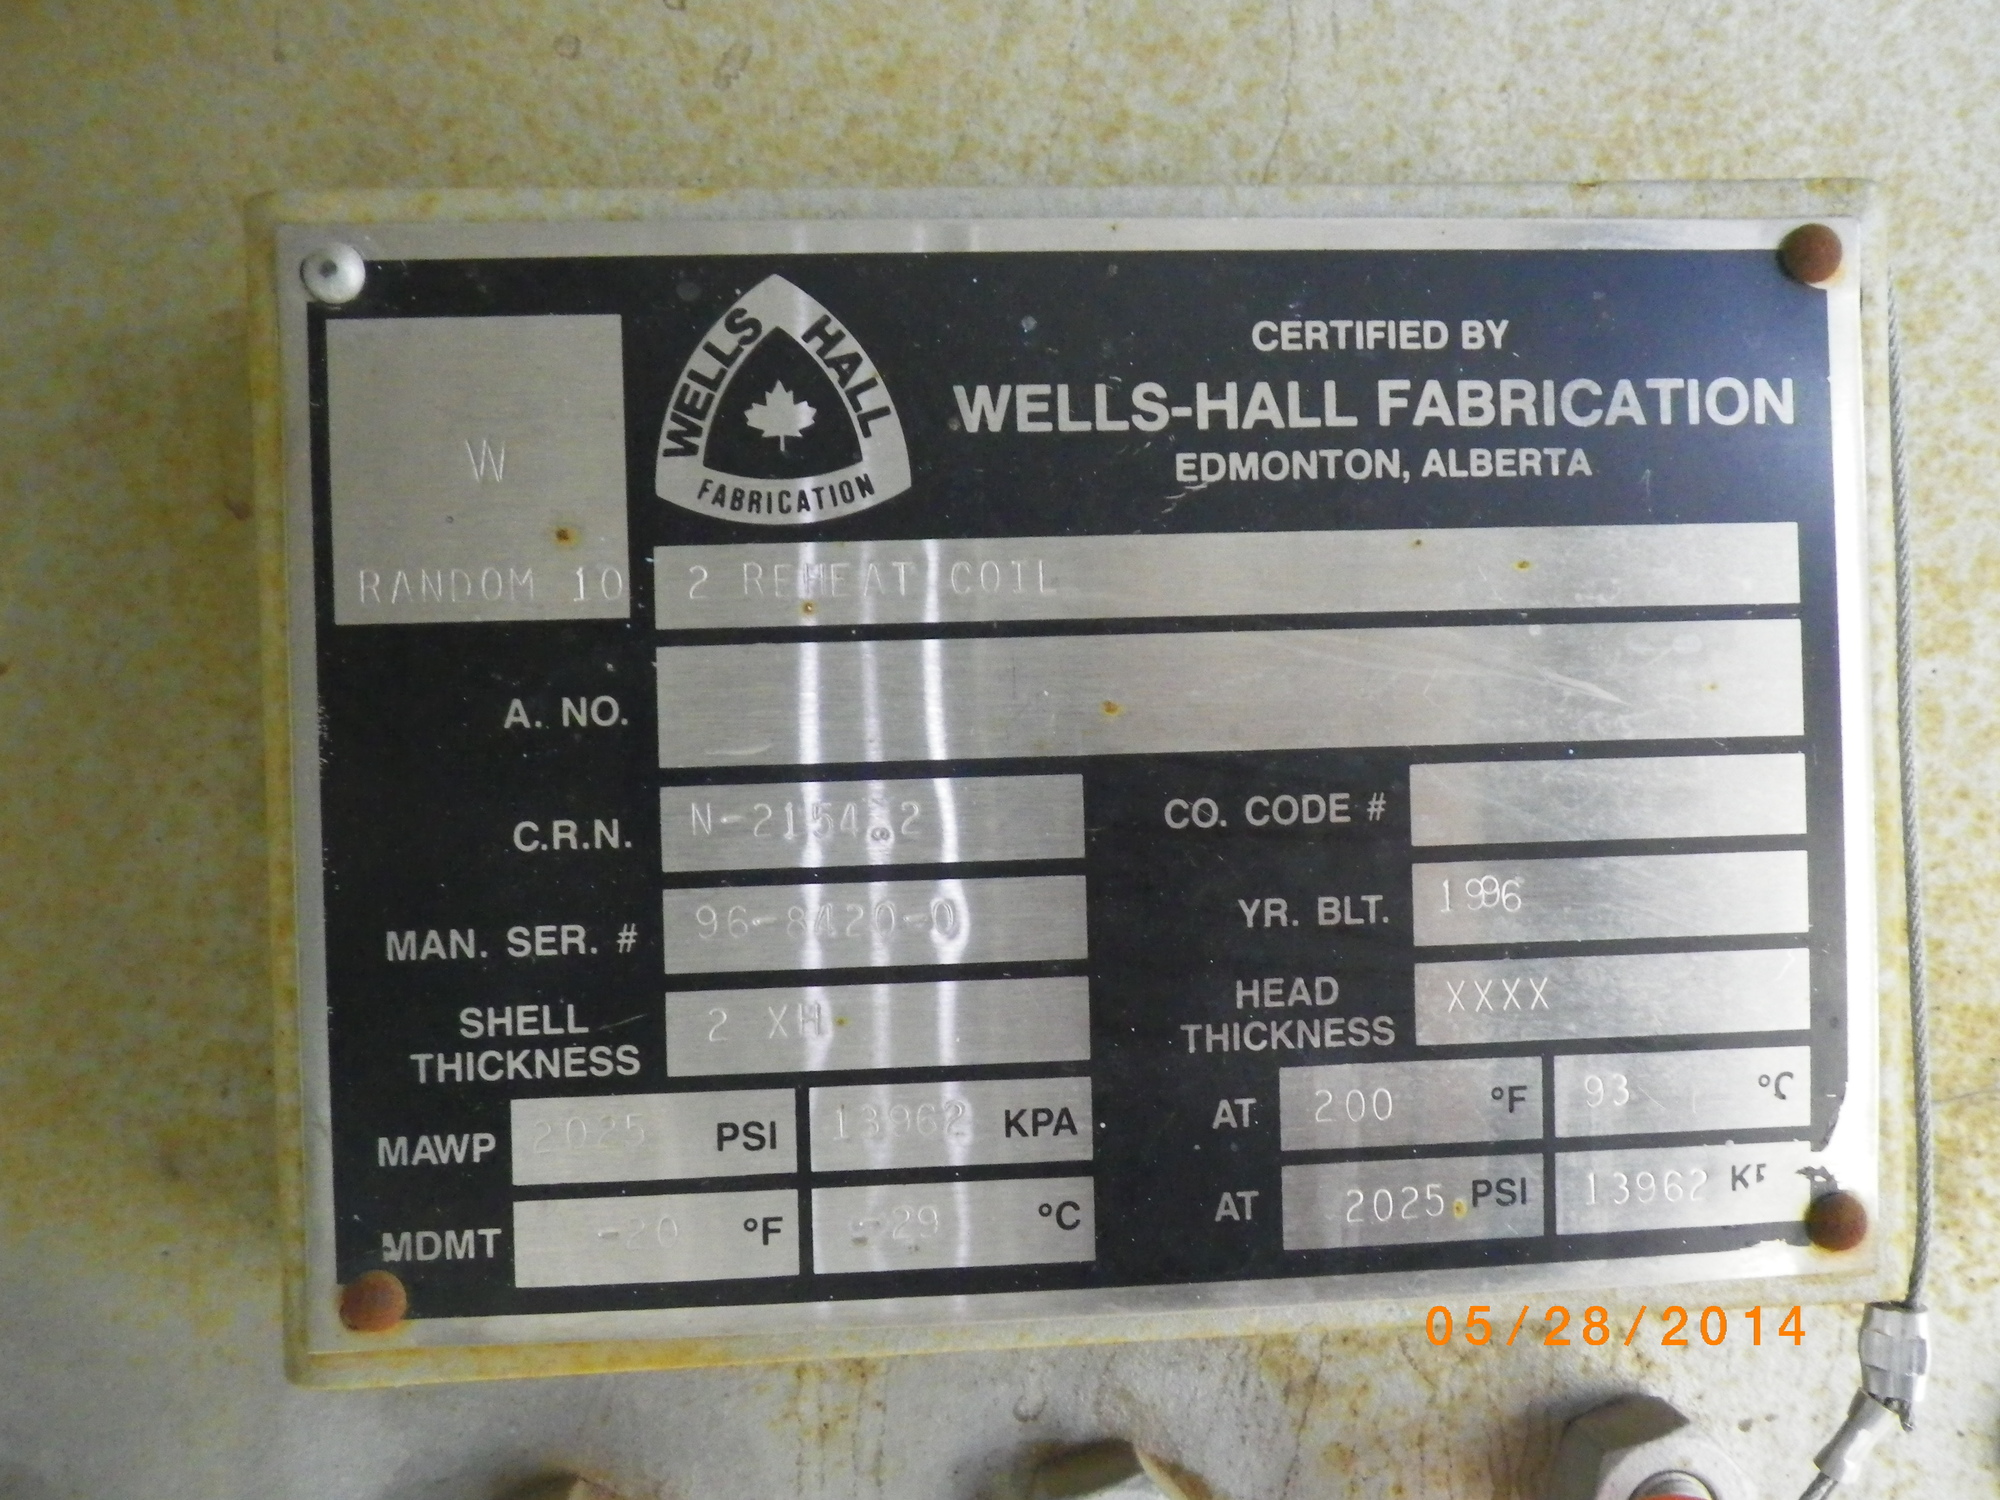 WELLS HALL
FABRICATION
CERTIFIED BY
WELLS-HALL FABRICATION
EDMONTON, ALBERTA
W
RANDOM 10
2 REHEAT COIL
A. NO.
C.R.N. N-2154.2
CO. CODE #
MAN. SER. # 96-8420-0
YR. BLT. 1996
SHELL THICKNESS 2 XH
HEAD THICKNESS XXXX
MAWP 2025 PSI 13962 KPA AT 200 °F 93 °C
MDMT -20 °F -29 °C AT 2025 PSI 13962
05/28/2014